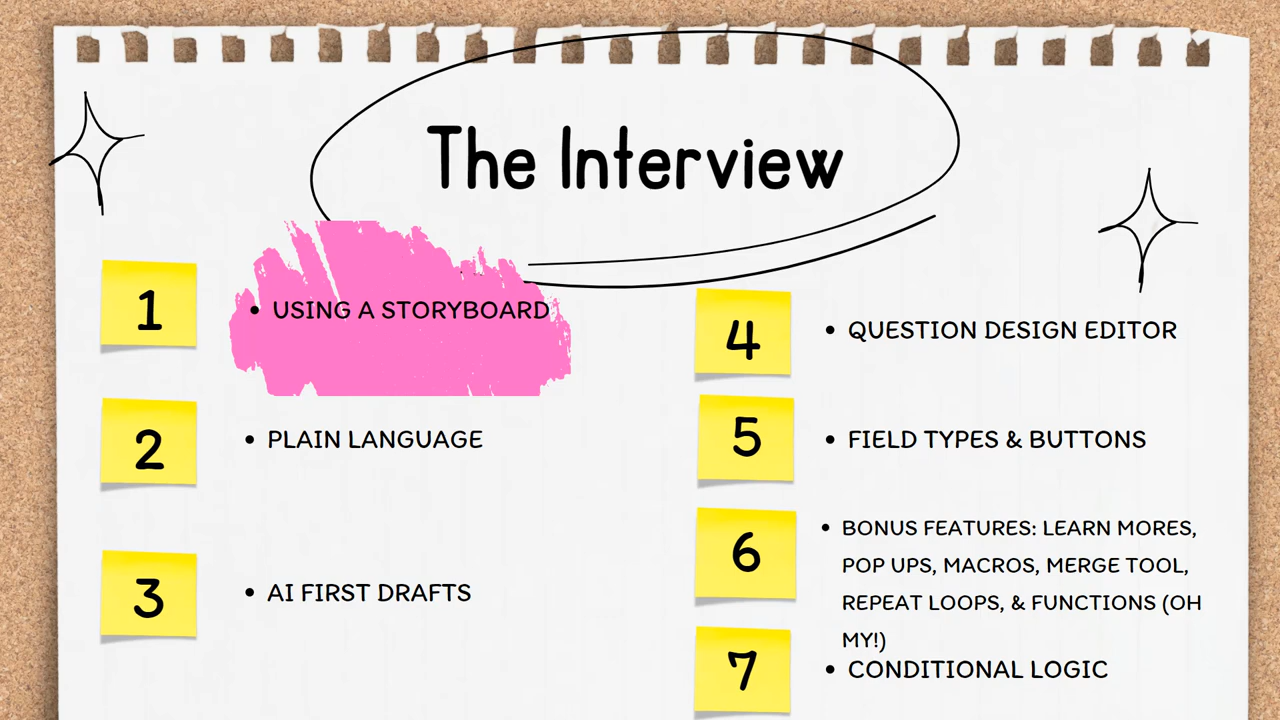 The Interview
1
• USING A STORYBOARD
2
• PLAIN LANGUAGE
3
• AI FIRST DRAFTS
4
• QUESTION DESIGN EDITOR
5
• FIELD TYPES & BUTTONS
6
• BONUS FEATURES: LEARN MORES,
POP UPS, MACROS, MERGE TOOL,
REPEAT LOOPS, & FUNCTIONS (OH
MY!)
7
• CONDITIONAL LOGIC